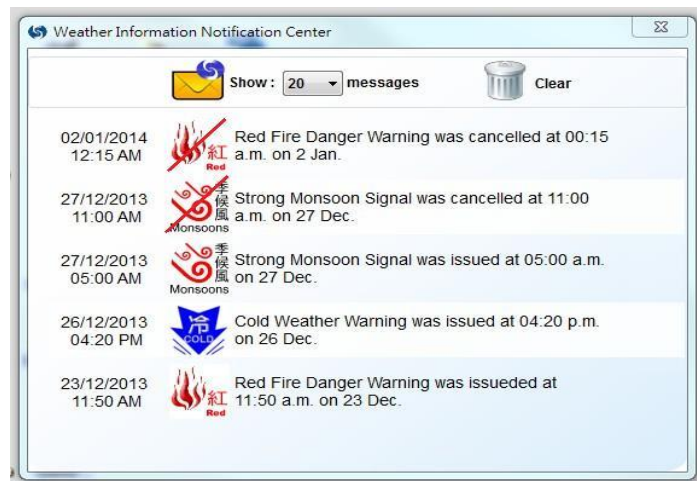 Weather Information Notification Center
Show : 20 messages Clear
02/01/2014
12:15 AM
紅
Red
Red Fire Danger Warning was cancelled at 00:15
a.m. on 2 Jan.
27/12/2013
11:00 AM
季候風
Monsoons
Strong Monsoon Signal was cancelled at 11:00
a.m. on 27 Dec.
27/12/2013
05:00 AM
季候風
Monsoons
Strong Monsoon Signal was issued at 05:00 a.m.
on 27 Dec.
26/12/2013
04:20 PM
冷
COLD
Cold Weather Warning was issued at 04:20 p.m.
on 26 Dec.
23/12/2013
11:50 AM
紅
Red
Red Fire Danger Warning was issueded at
11:50 a.m. on 23 Dec.